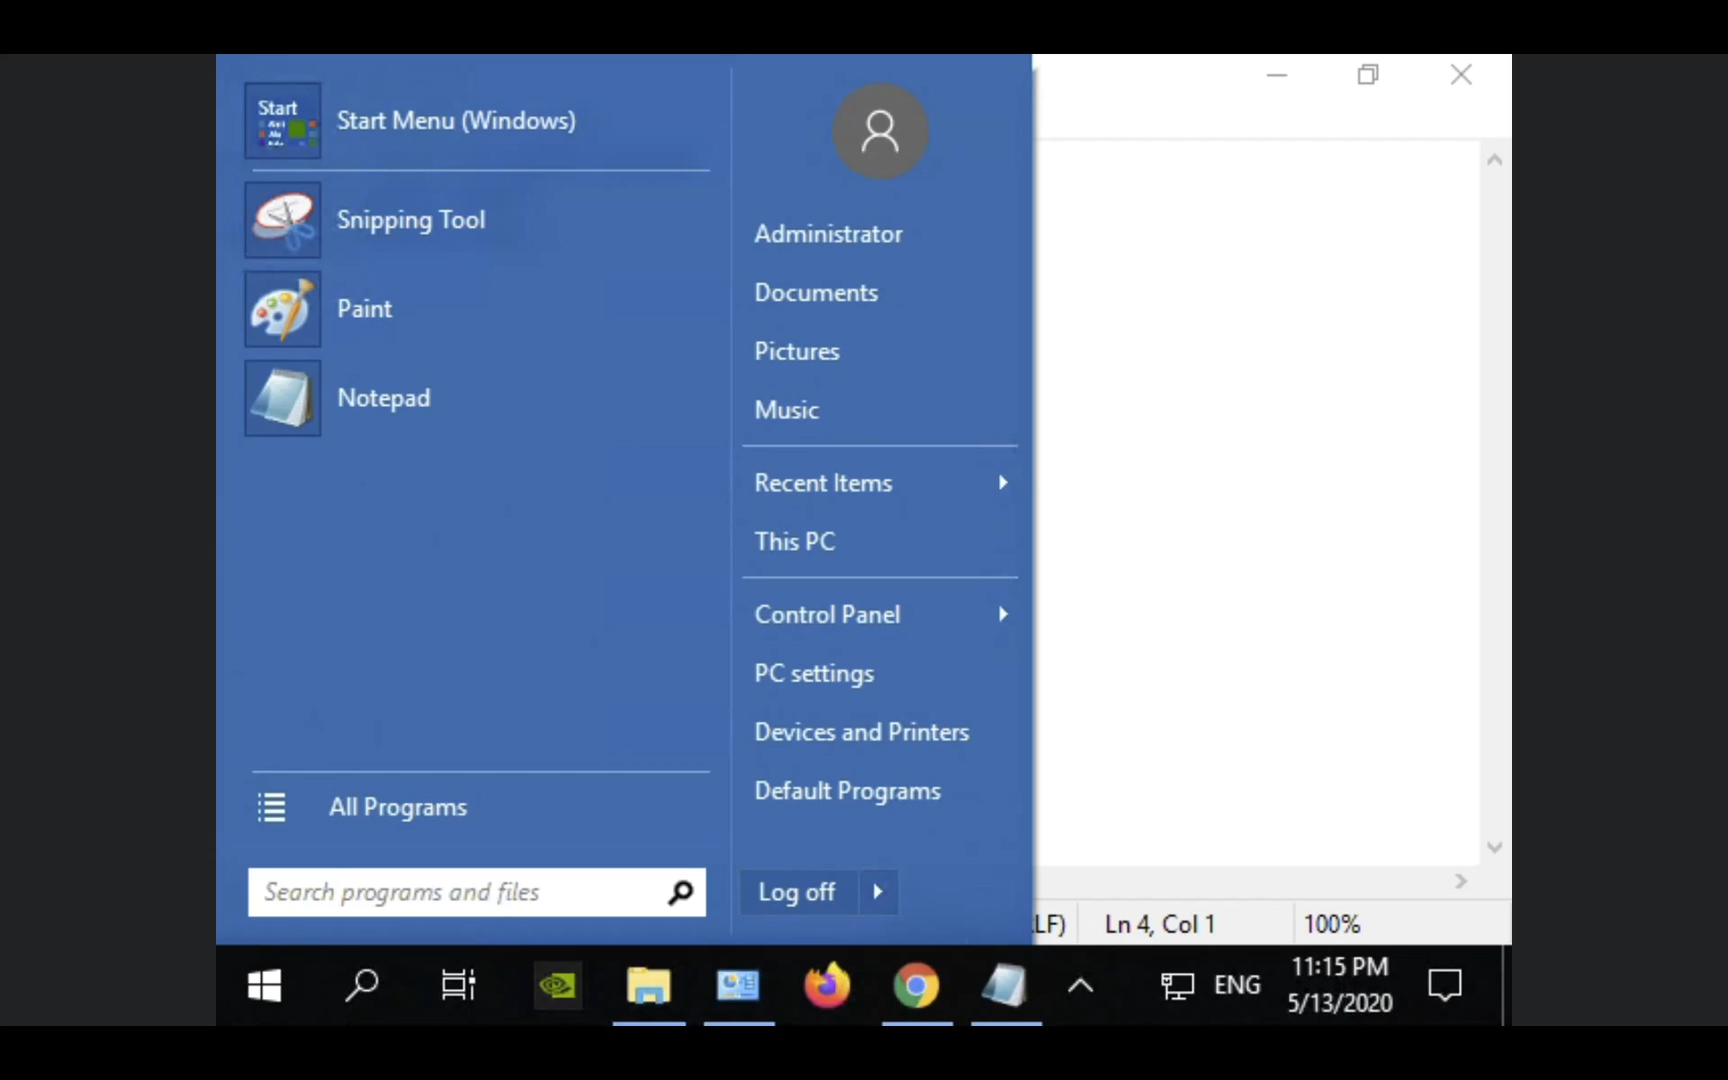 Start
Start Menu (Windows)
Snipping Tool
Paint
Notepad
All Programs
Search programs and files
Administrator
Documents
Pictures
Music
Recent Items
This PC
Control Panel
PC settings
Devices and Printers
Default Programs
Log off
LF)
Ln 4, Col 1
100%
ENG
11:15 PM
5/13/2020